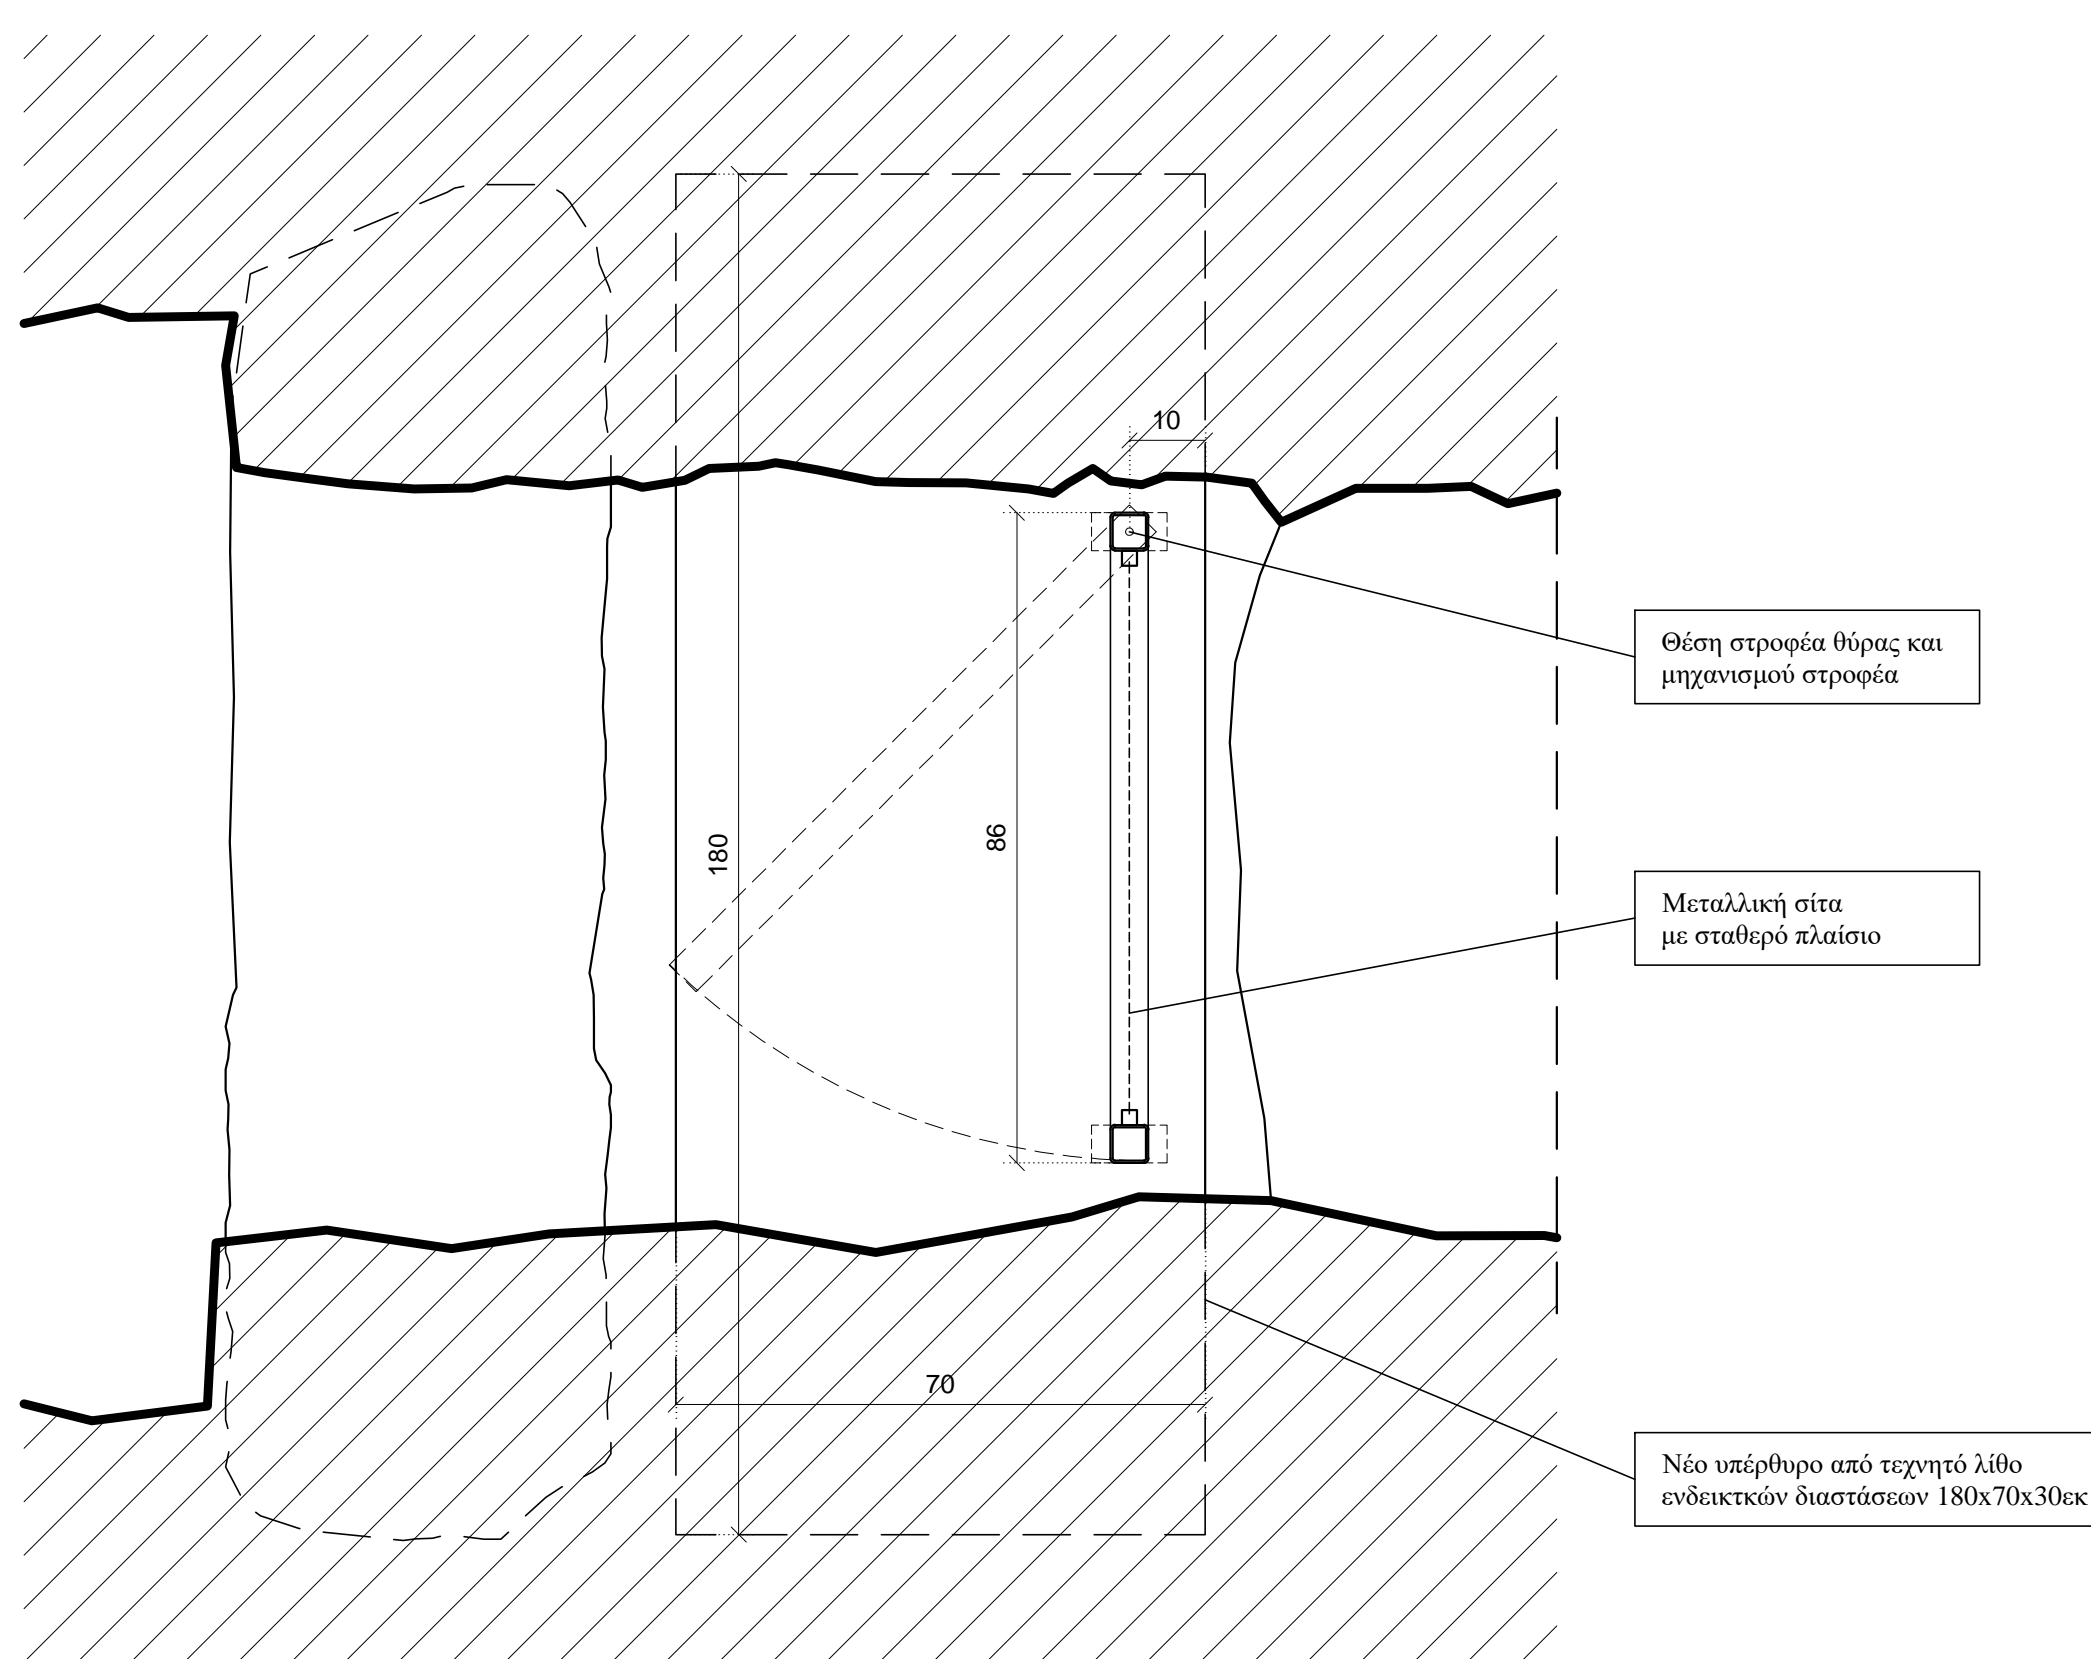 10
Θέση στροφέα θύρας και
μηχανισμού στροφέα
180
86
Μεταλλική σίτα
με σταθερό πλαίσιο
70
Νέο υπέρθυρο από τεχνητό λίθο
ενδεικτκών διαστάσεων 180x70x30εκ